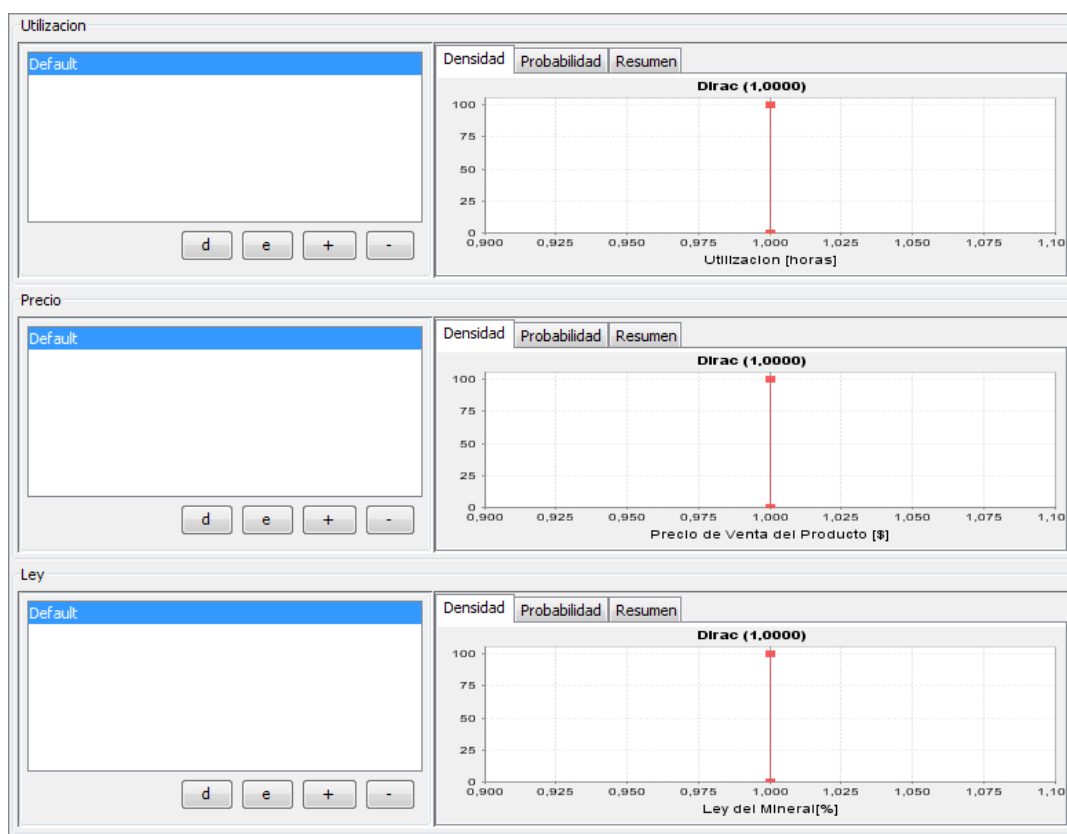 Utilizacion
Default
d e + -
Densidad Probabilidad Resumen
Dirac (1,0000)
100
75
50
25
0
0,900 0,925 0,950 0,975 1,000 1,025 1,050 1,075 1,10
Utilizacion [horas]
Precio
Default
d e + -
Densidad Probabilidad Resumen
Dirac (1,0000)
100
75
50
25
0
0,900 0,925 0,950 0,975 1,000 1,025 1,050 1,075 1,10
Precio de Venta del Producto [$]
Ley
Default
d e + -
Densidad Probabilidad Resumen
Dirac (1,0000)
100
75
50
25
0
0,900 0,925 0,950 0,975 1,000 1,025 1,050 1,075 1,10
Ley del Mineral[%]